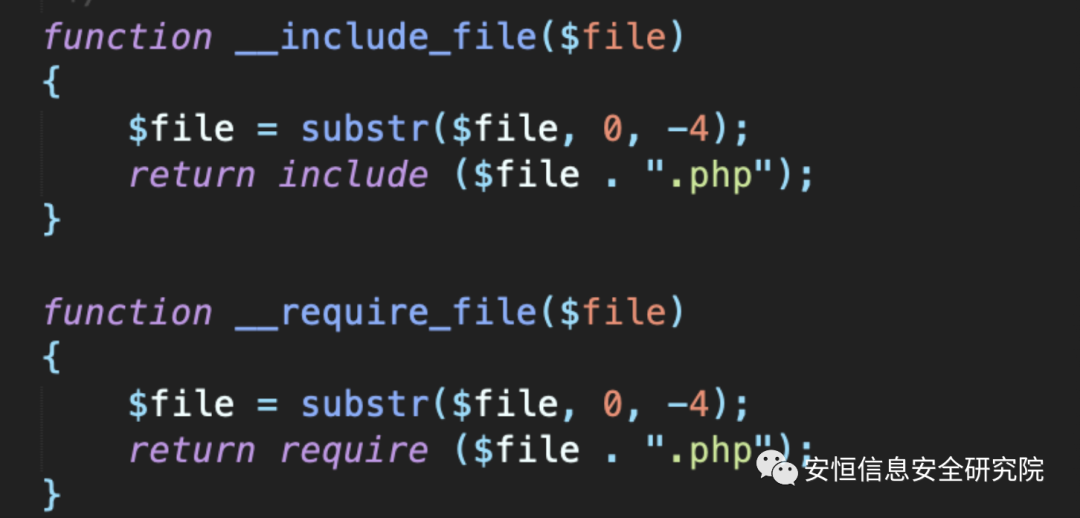 function __include_file($file)
{
    $file = substr($file, 0, -4);
    return include ($file . ".php");
}
function __require_file($file)
{
    $file = substr($file, 0, -4);
    return require ($file . ".php");
}
安恒信息安全研究院